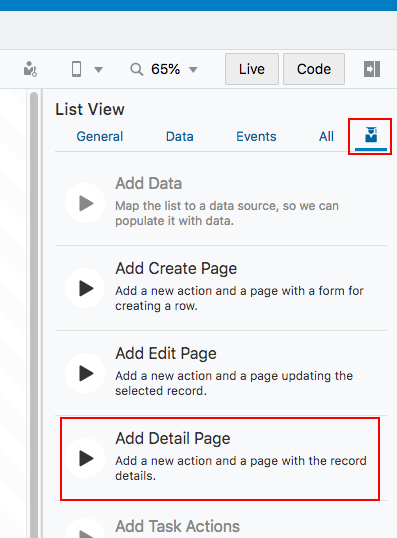 65% Live Code
List View
General Data Events All
Add Data
Map the list to a data source, so we can
populate it with data.
Add Create Page
Add a new action and a page with a form for
creating a row.
Add Edit Page
Add a new action and a page updating the
selected record.
Add Detail Page
Add a new action and a page with the record
details.
Add Task Actions